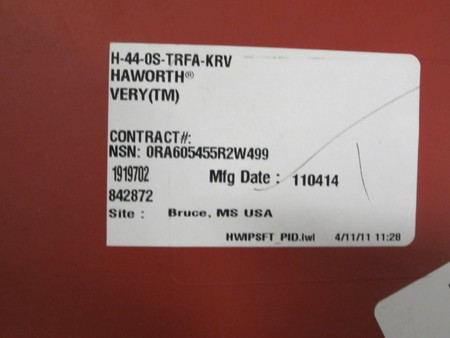 H-44-0S-TRFA-KRV
HAWORTH®
VERY(TM)
CONTRACT#:
NSN: 0RA605455R2W499
1919702 Mfg Date : 110414
842872
Site : Bruce, MS USA
HWIPSFT_PID.lwl 4/11/11 11:28